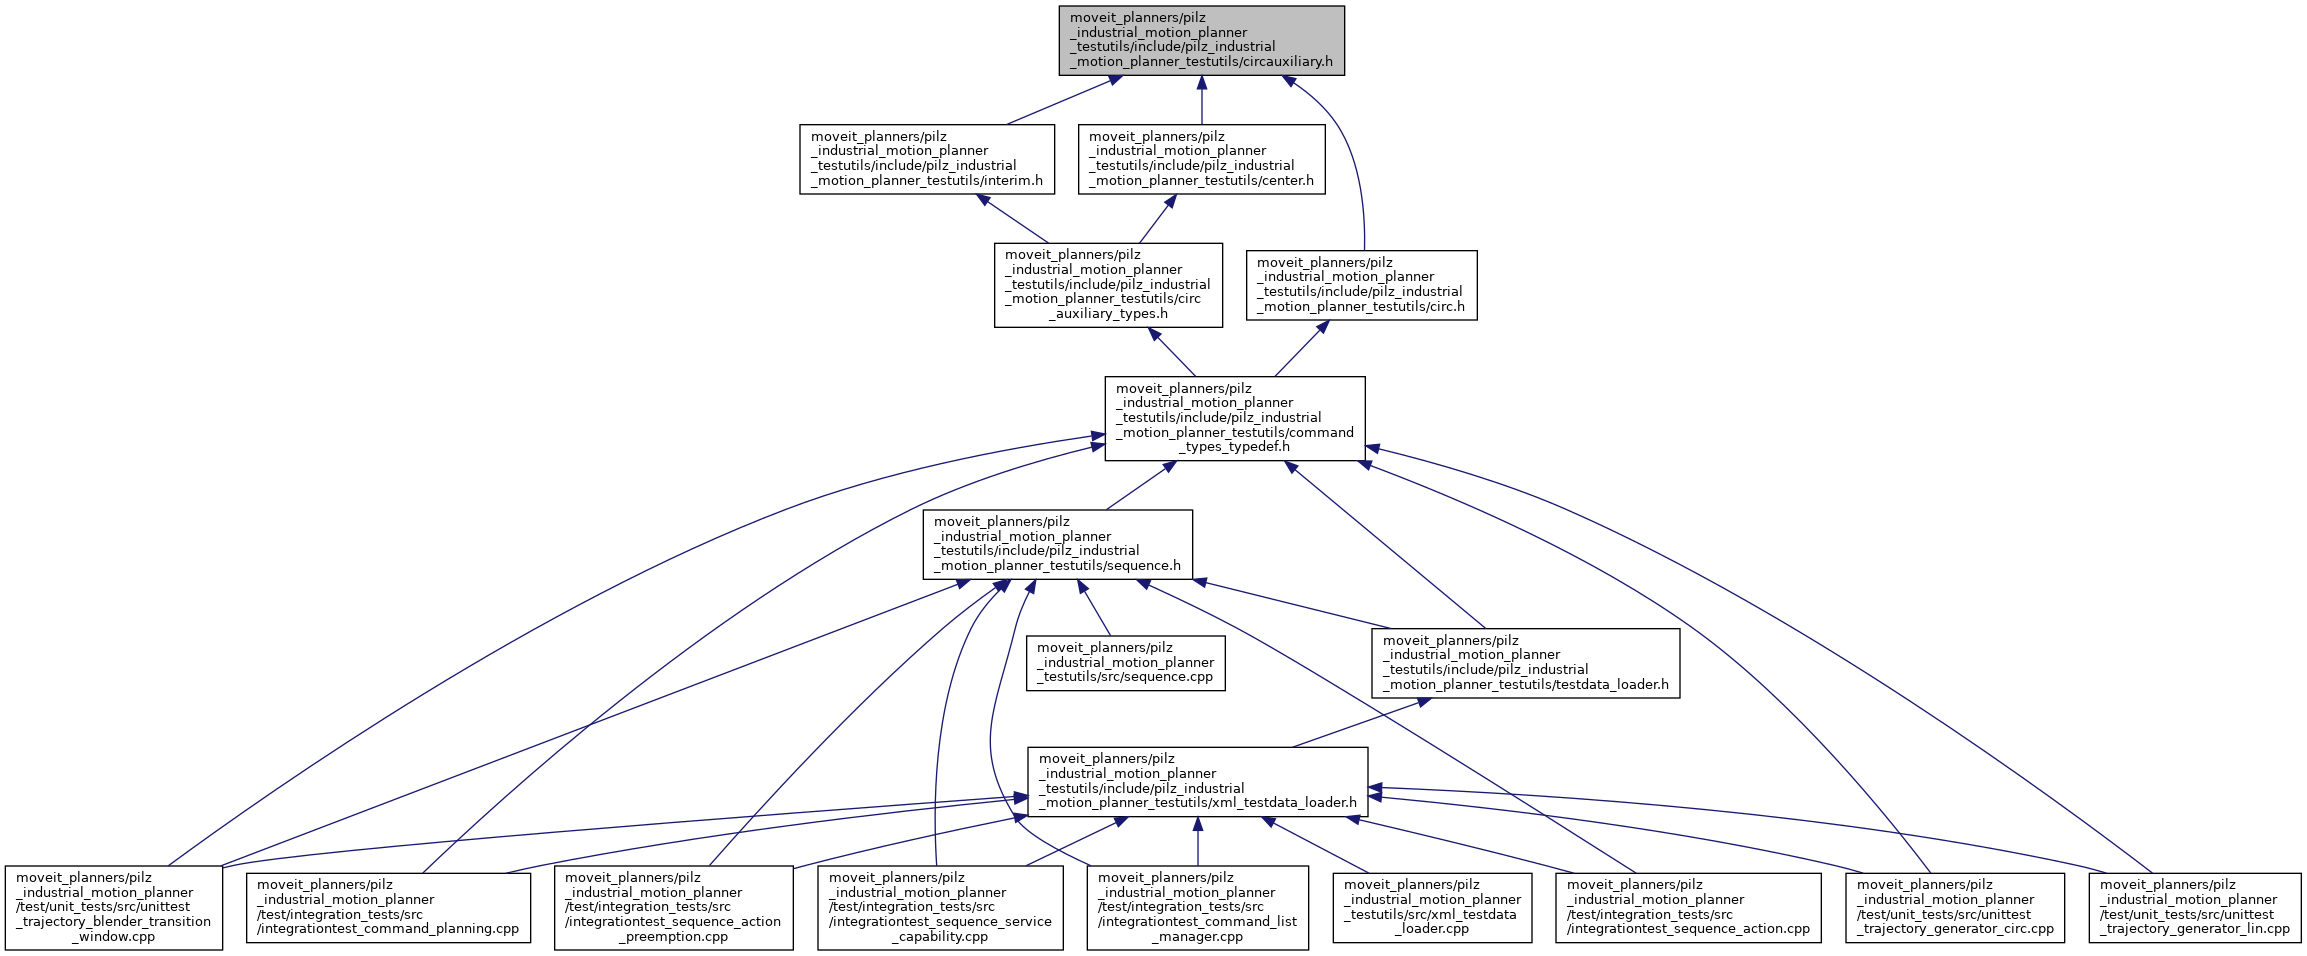 moveit_planners/pilz
_industrial_motion_planner
_testutils/include/pilz_industrial
_motion_planner_testutils/circauxiliary.h
moveit_planners/pilz
_industrial_motion_planner
_testutils/include/pilz_industrial
_motion_planner_testutils/interim.h
moveit_planners/pilz
_industrial_motion_planner
_testutils/include/pilz_industrial
_motion_planner_testutils/center.h
moveit_planners/pilz
_industrial_motion_planner
_testutils/include/pilz_industrial
_motion_planner_testutils/circ
_auxiliary_types.h
moveit_planners/pilz
_industrial_motion_planner
_testutils/include/pilz_industrial
_motion_planner_testutils/circ.h
moveit_planners/pilz
_industrial_motion_planner
_testutils/include/pilz_industrial
_motion_planner_testutils/command
_types_typedef.h
moveit_planners/pilz
_industrial_motion_planner
_testutils/include/pilz_industrial
_motion_planner_testutils/sequence.h
moveit_planners/pilz
_industrial_motion_planner
_testutils/src/sequence.cpp
moveit_planners/pilz
_industrial_motion_planner
_testutils/include/pilz_industrial
_motion_planner_testutils/testdata_loader.h
moveit_planners/pilz
_industrial_motion_planner
_testutils/include/pilz_industrial
_motion_planner_testutils/xml_testdata_loader.h
moveit_planners/pilz
_industrial_motion_planner
/test/unit_tests/src/unittest
_trajectory_blender_transition
_window.cpp
moveit_planners/pilz
_industrial_motion_planner
/test/integration_tests/src
/integrationtest_command_planning.cpp
moveit_planners/pilz
_industrial_motion_planner
/test/integration_tests/src
/integrationtest_sequence_action
_preemption.cpp
moveit_planners/pilz
_industrial_motion_planner
/test/integration_tests/src
/integrationtest_sequence_service
_capability.cpp
moveit_planners/pilz
_industrial_motion_planner
/test/integration_tests/src
/integrationtest_command_list
_manager.cpp
moveit_planners/pilz
_industrial_motion_planner
_testutils/src/xml_testdata
_loader.cpp
moveit_planners/pilz
_industrial_motion_planner
/test/integration_tests/src
/integrationtest_sequence_action.cpp
moveit_planners/pilz
_industrial_motion_planner
/test/unit_tests/src/unittest
_trajectory_generator_circ.cpp
moveit_planners/pilz
_industrial_motion_planner
/test/unit_tests/src/unittest
_trajectory_generator_lin.cpp